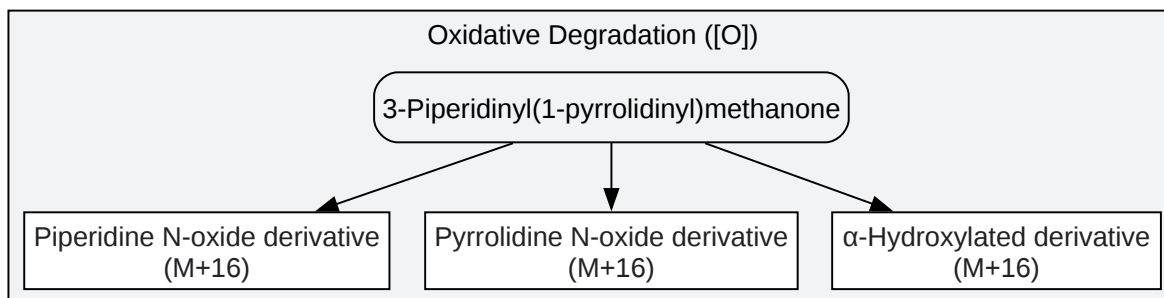 Oxidative Degradation ([O])
3-Piperidinyl(1-pyrrolidinyl)methanone
Piperidine N-oxide derivative
(M+16)
Pyrrolidine N-oxide derivative
(M+16)
α-Hydroxylated derivative
(M+16)